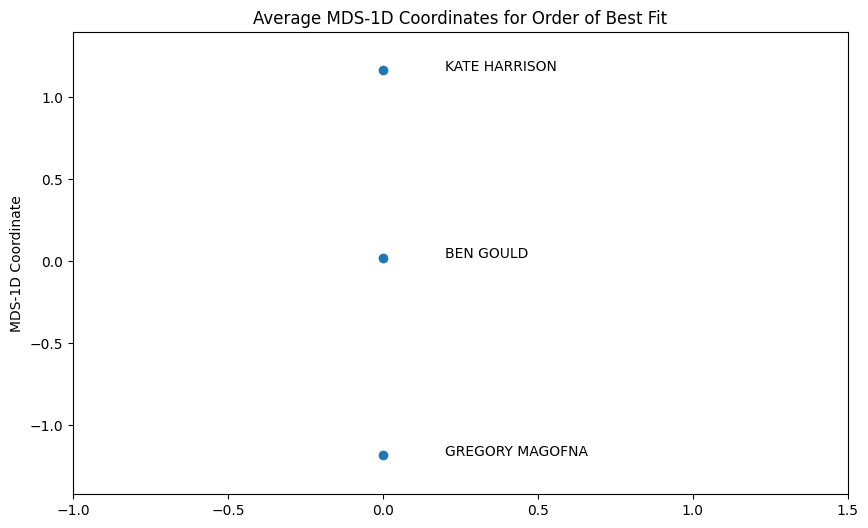 Average MDS-1D Coordinates for Order of Best Fit
KATE HARRISON
1.0
0.5
BEN GOULD
0.0
−0.5
−1.0
GREGORY MAGOFNA
MDS-1D Coordinate
−1.0 −0.5 0.0 0.5 1.0 1.5